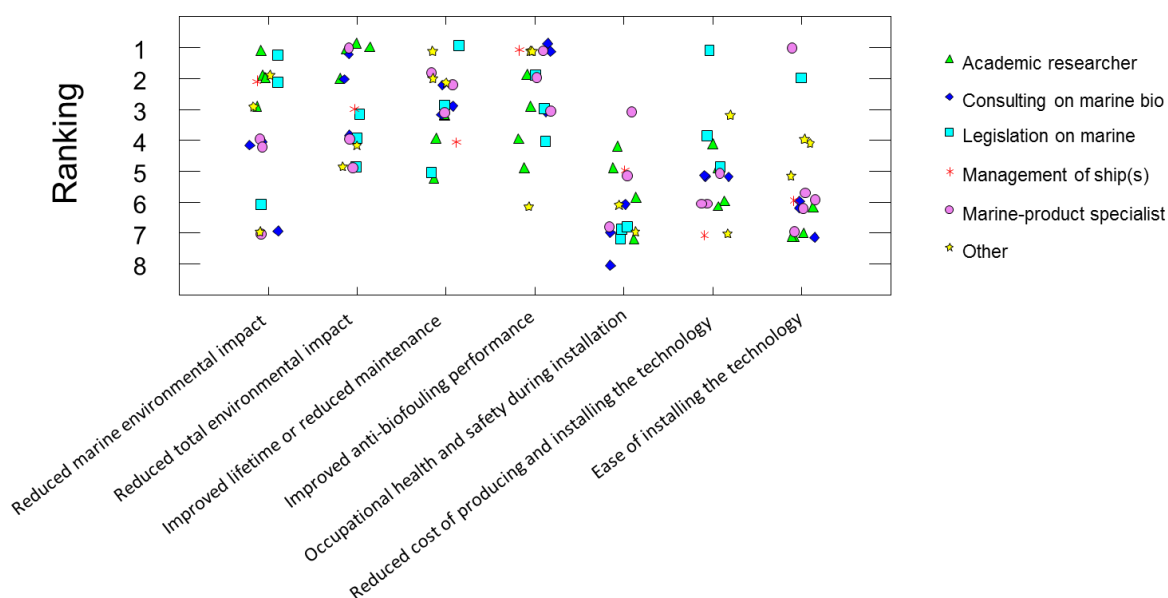 Ranking
1
2
3
4
5
6
7
8
Reduced marine environmental impact
Reduced total environmental impact
Improved lifetime or reduced maintenance
Improved anti-biofouling performance
Occupational health and safety during installation
Reduced cost of producing and installing the technology
Ease of installing the technology
Academic researcher
Consulting on marine bio
Legislation on marine
Management of ship(s)
Marine-product specialist
Other